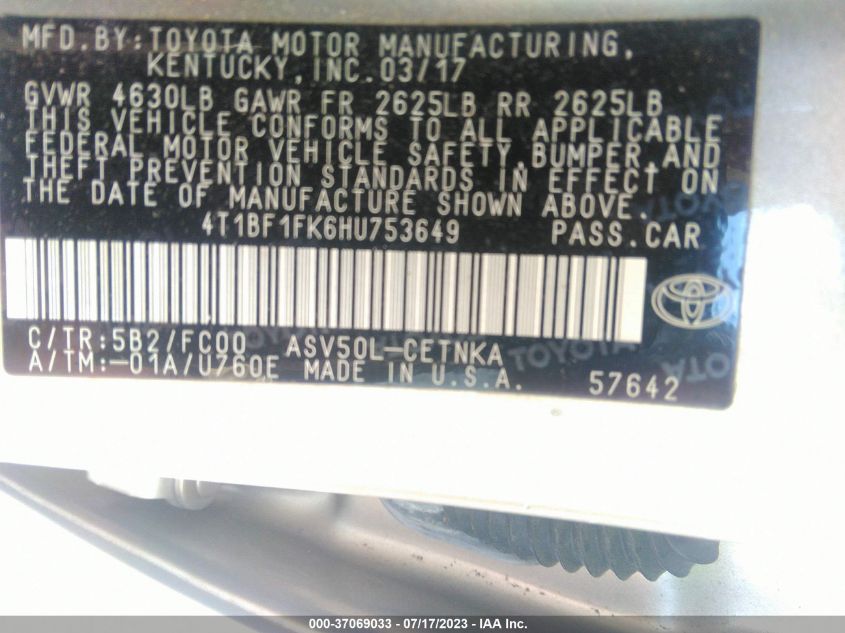 MFD.BY:TOYOTA MOTOR MANUFACTURING,
KENTUCKY, INC. 03/17
GVWR 4630LB GAWR FR 2625LB RR 2625LB
THIS VEHICLE CONFORMS TO ALL APPLICABLE
FEDERAL MOTOR VEHICLE SAFETY,BUMPER,AND
THEFT PREVENTION STANDARDS IN EFFECT ON
THE DATE OF MANUFACTURE SHOWN ABOVE.
4T1BF1FK6HU753649 PASS.CAR
C/TR:5B2/FC00 ASV50L-CETNKA
A/TM:-01A/U760E MADE IN U.S.A. 57642
TOYOTA
TOYOTA
TOYOTA
000-37069033 - 07/17/2023 - IAA Inc.